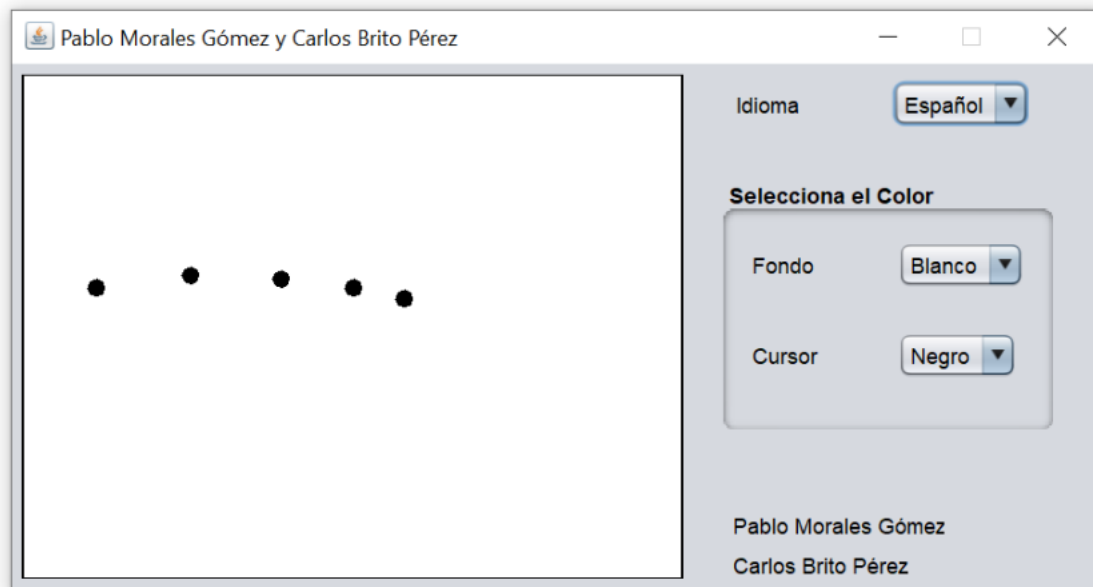 Pablo Morales Gómez y Carlos Brito Pérez
Idioma Español
Selecciona el Color
Fondo Blanco
Cursor Negro
Pablo Morales Gómez
Carlos Brito Pérez